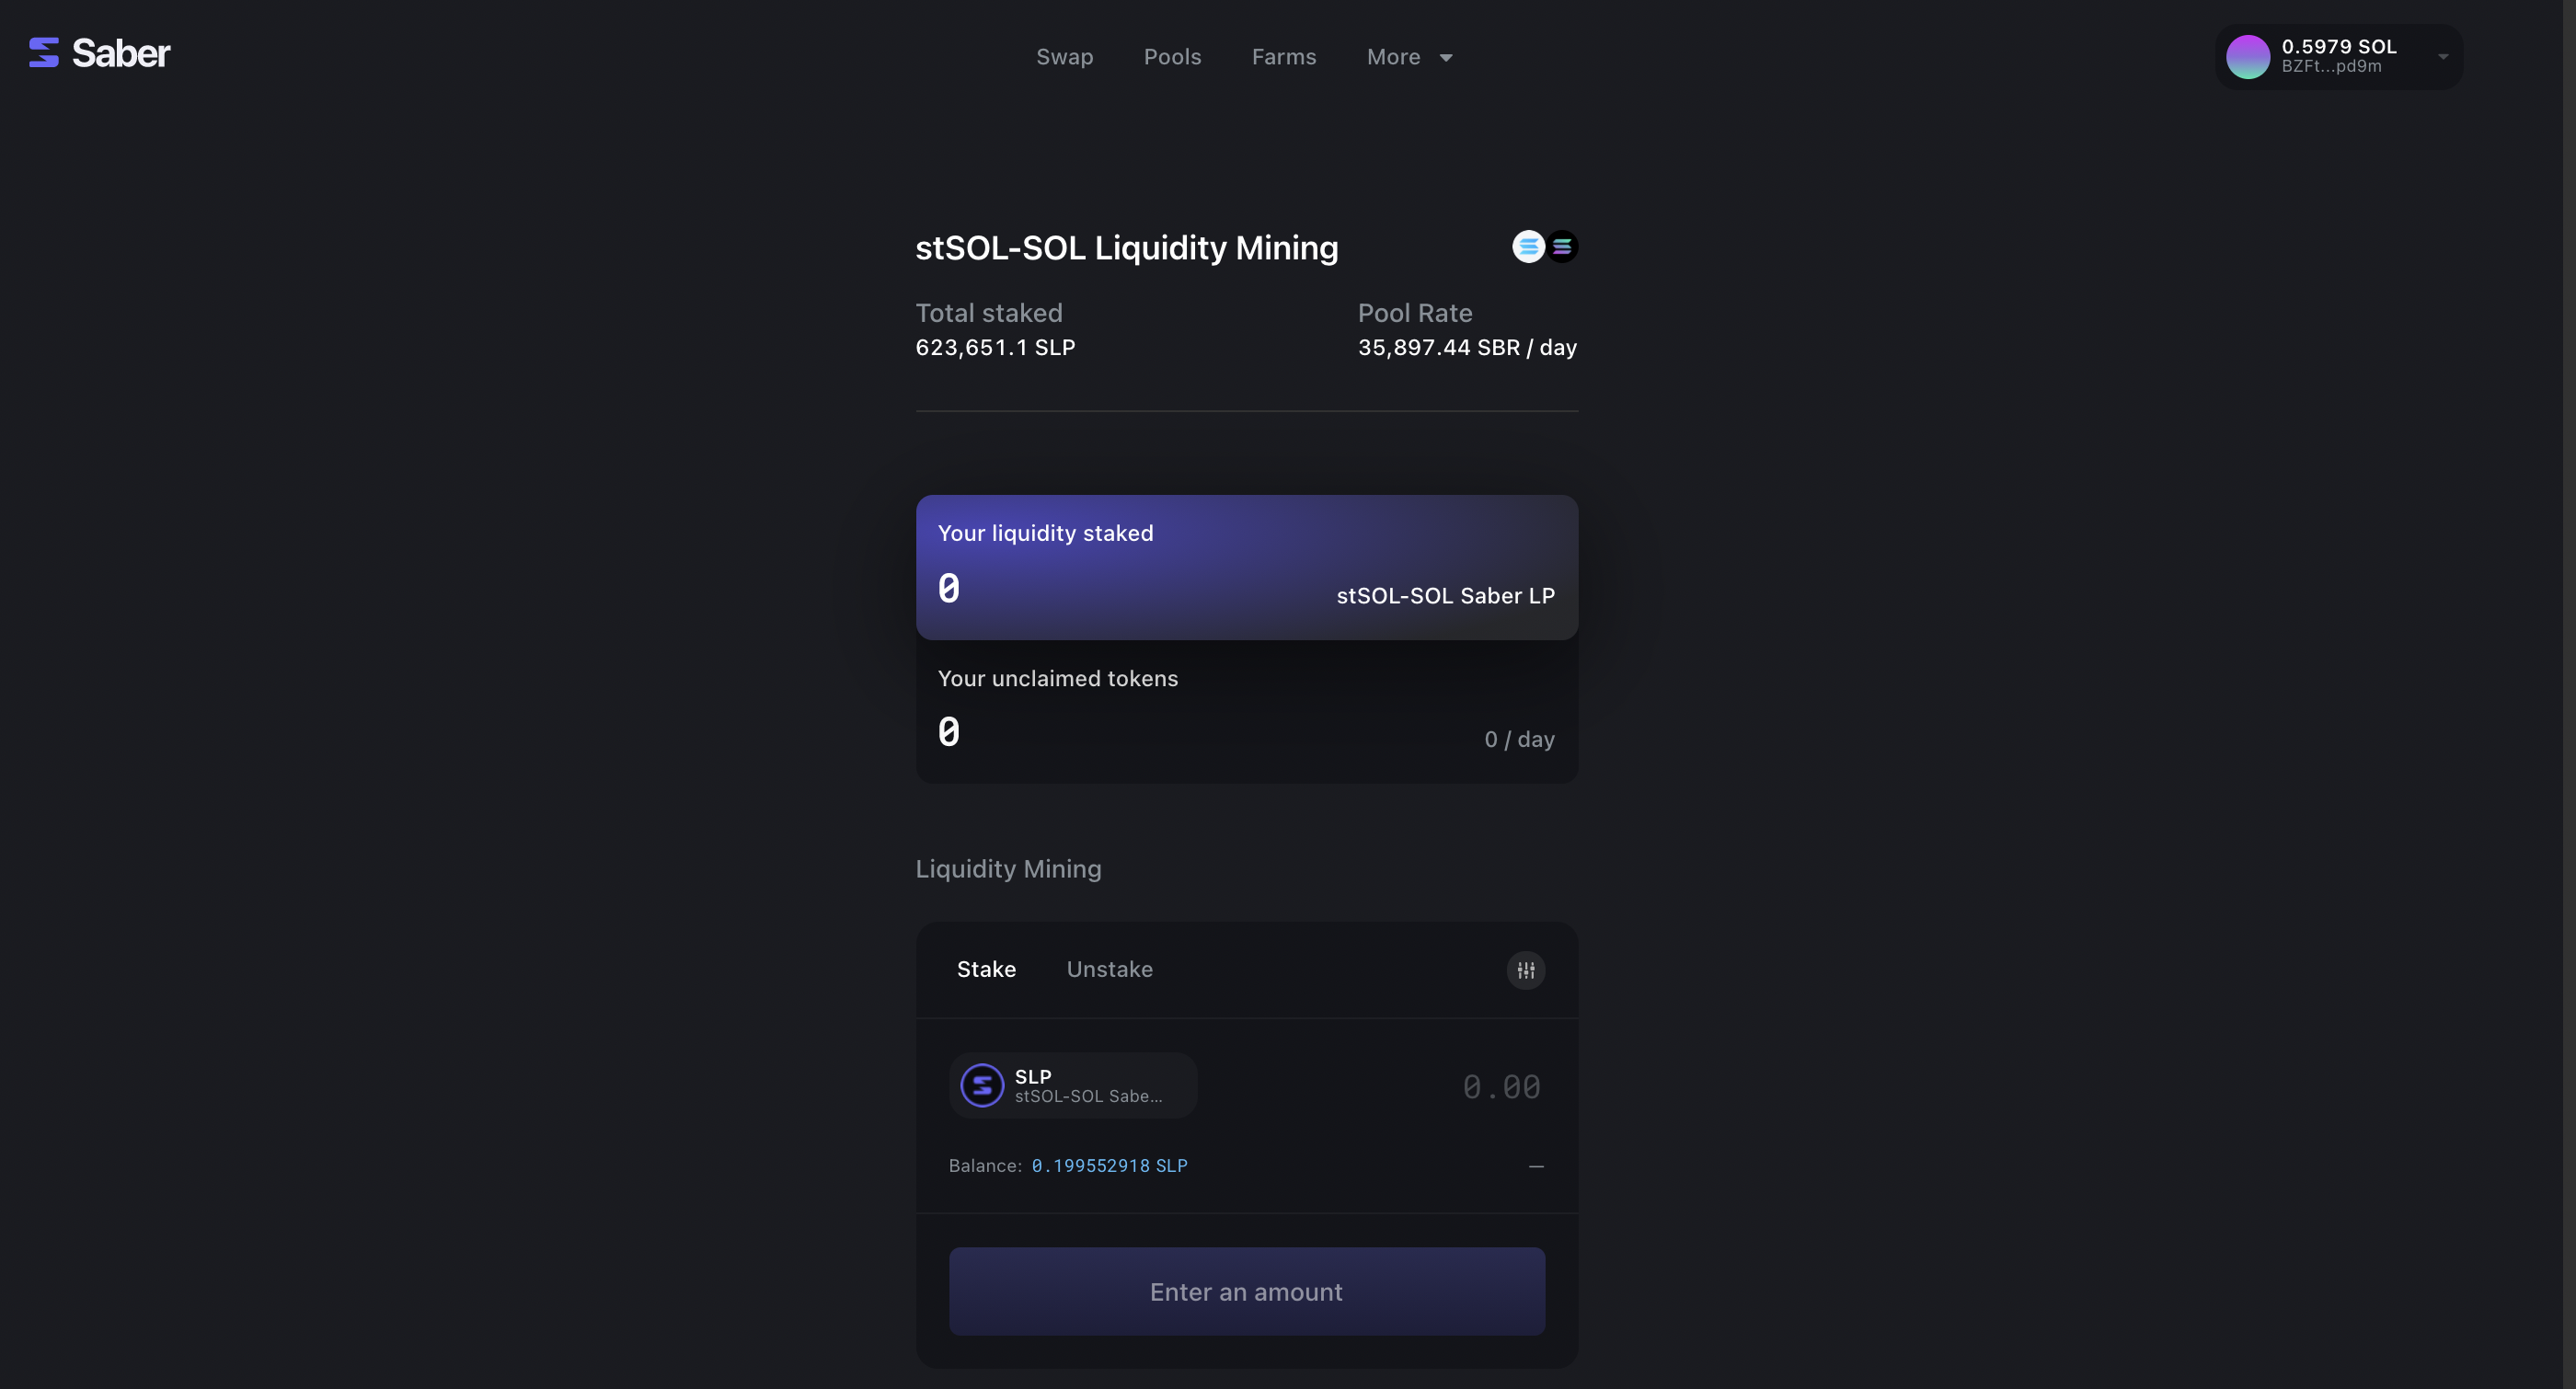 Saber
Swap
Pools
Farms
More
0.5979 SOL
BZFt...pd9m
stSOL-SOL Liquidity Mining
Total staked
623,651.1 SLP
Pool Rate
35,897.44 SBR / day
Your liquidity staked
0
stSOL-SOL Saber LP
Your unclaimed tokens
0
0 / day
Liquidity Mining
Stake
Unstake
SLP
stSOL-SOL Sabe...
0.00
Balance: 0.199552918 SLP
—
Enter an amount